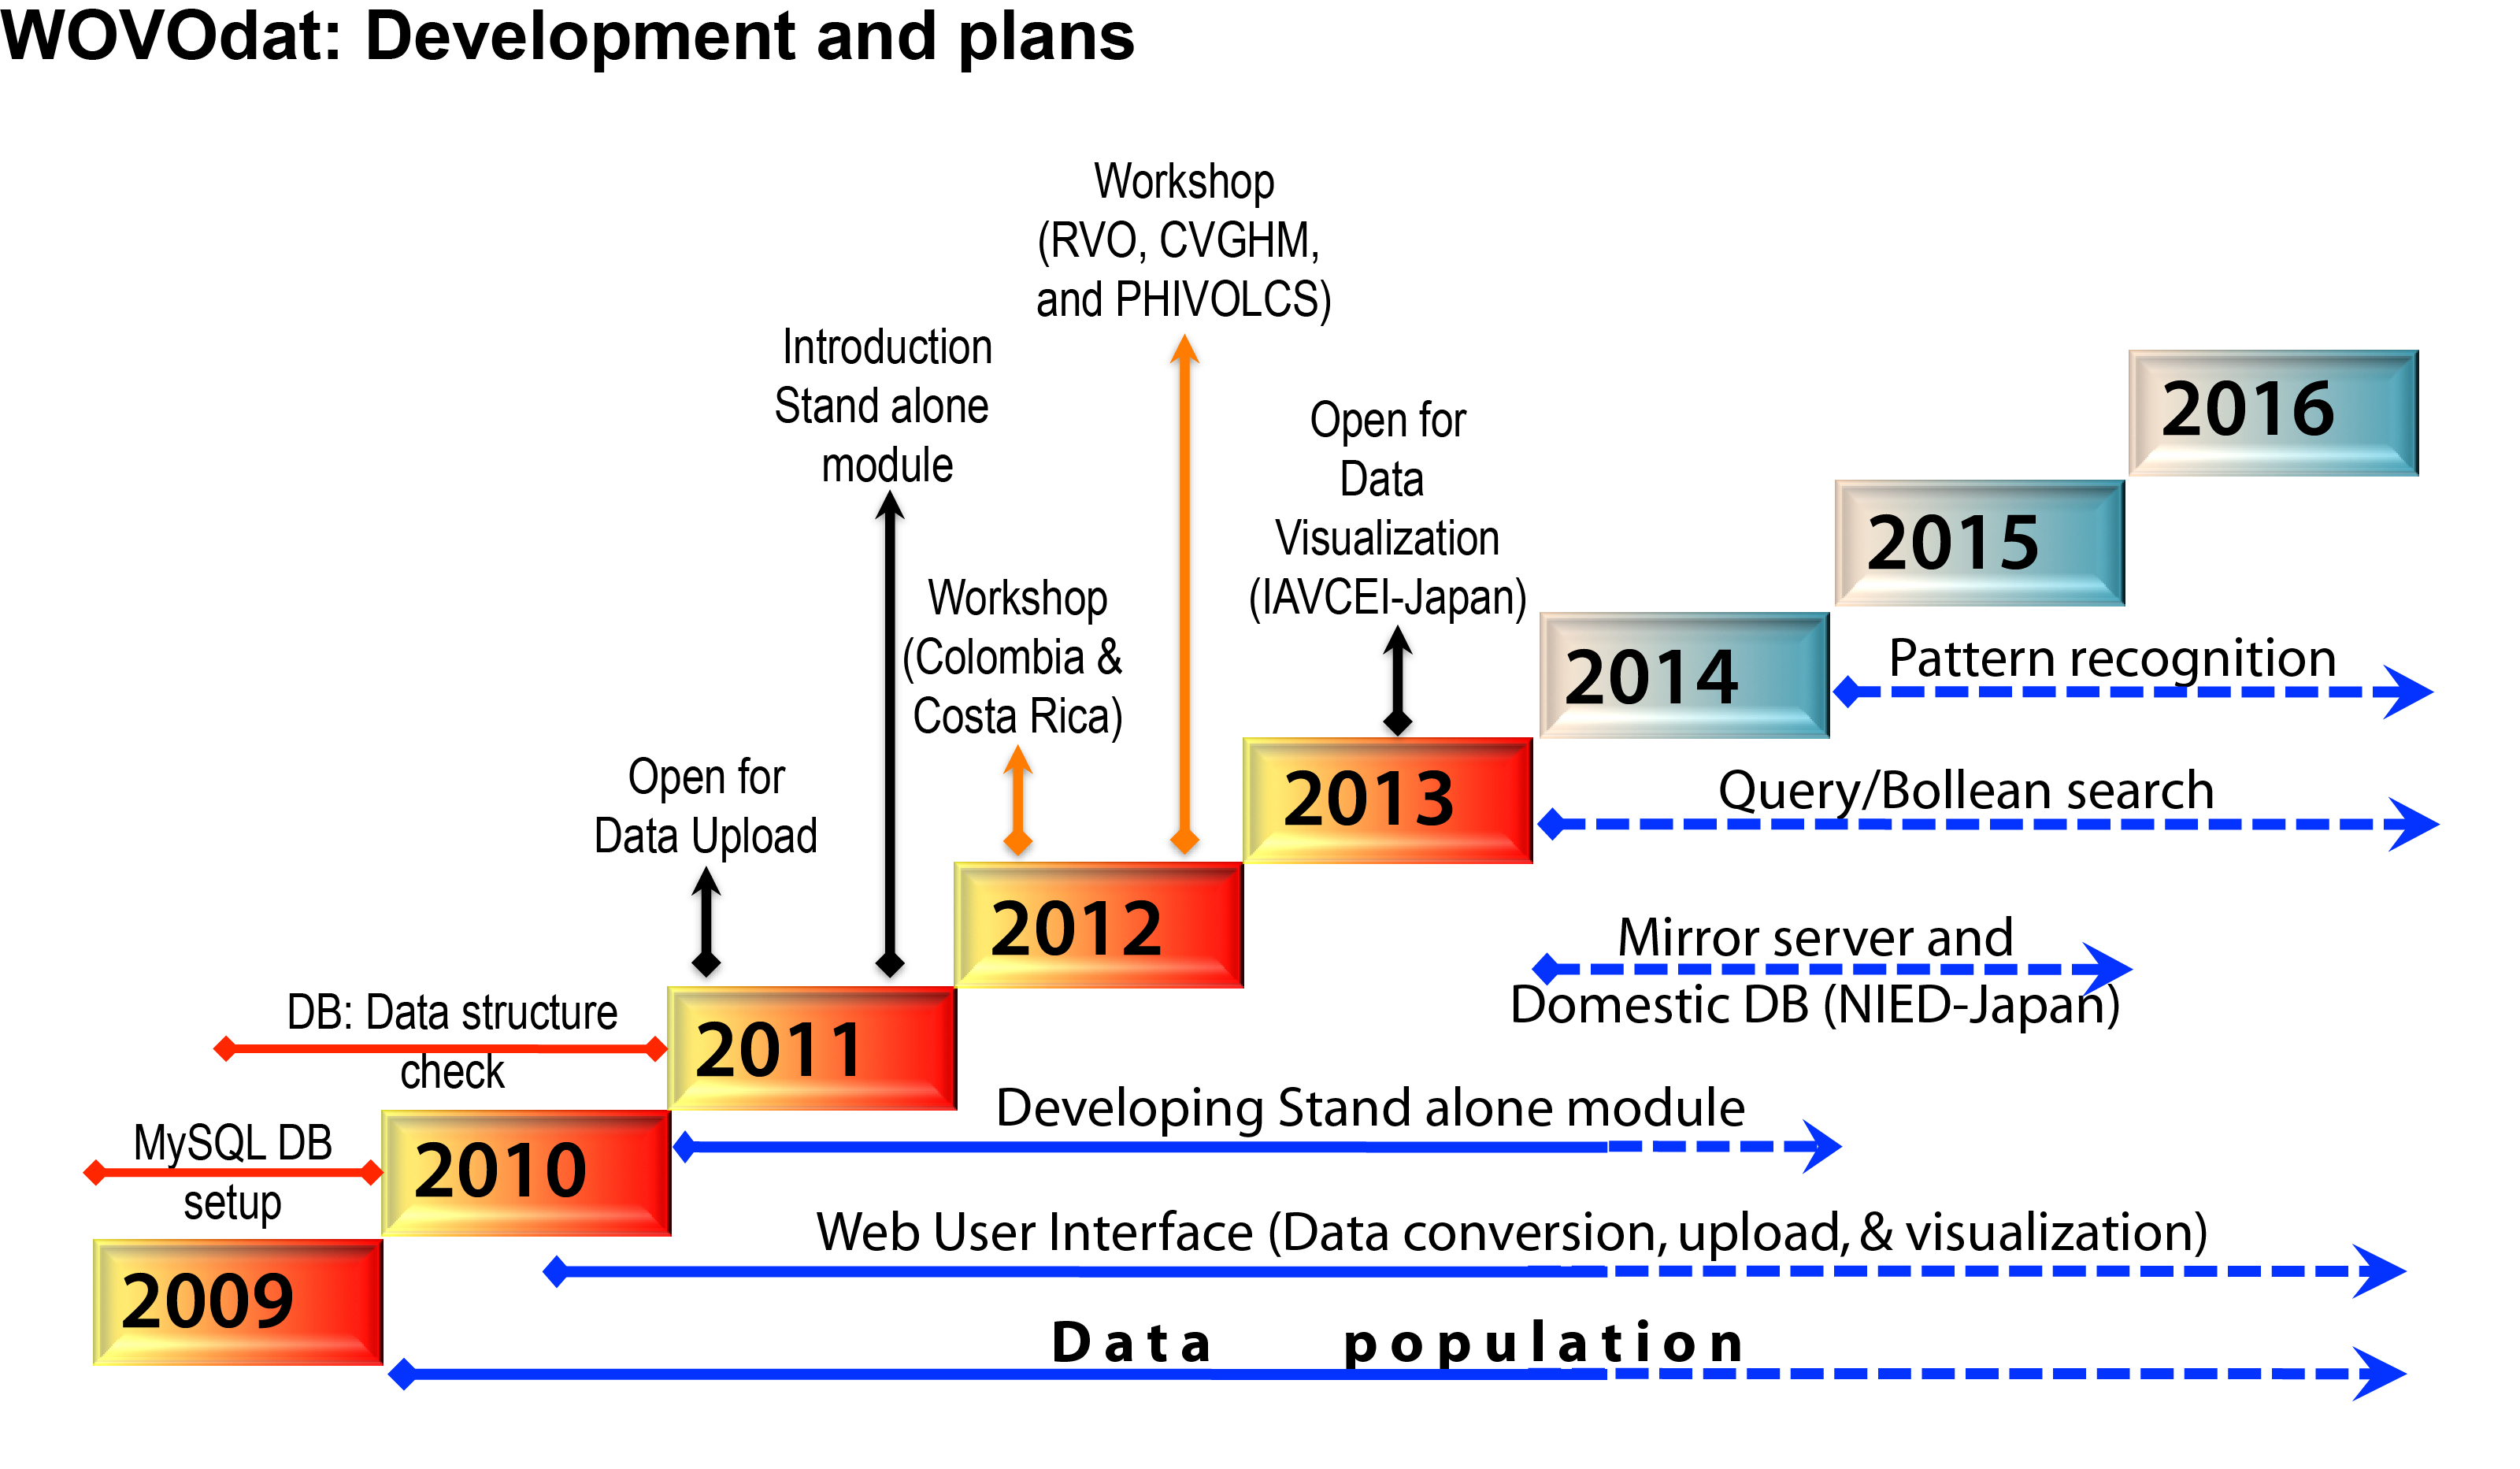 WOVOdat: Development and plans
Workshop
(RVO, CVGHM,
and PHIVOLCS)
Introduction
Stand alone
module
Open for
Data
Visualization
(IAVCEI-Japan)
Workshop
(Colombia &
Costa Rica)
Open for
Data Upload
2016
2015
2014
Pattern recognition
2013
Query/Bollean search
2012
Mirror server and
Domestic DB (NIED-Japan)
DB: Data structure
check
2011
Developing Stand alone module
MySQL DB
setup
2010
Web User Interface (Data conversion, upload, & visualization)
2009
Data population